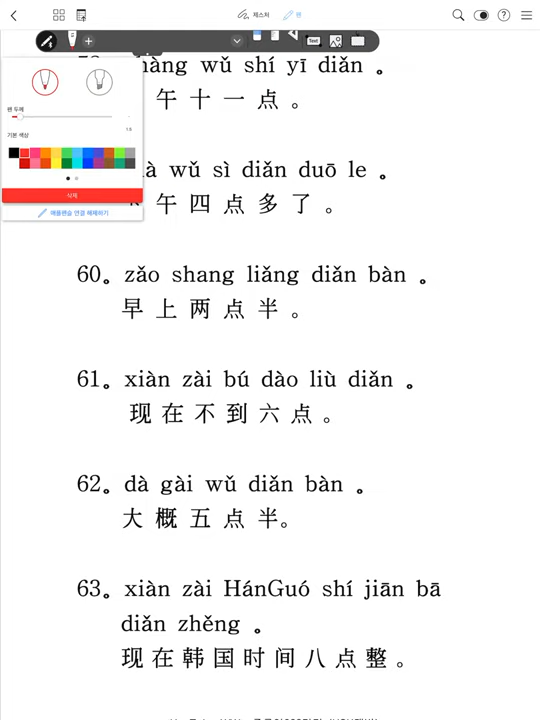 제스처 펜
Text
펜 두께
1.8
기본 색상
삭제
애플펜슬 연결 해제하기
wǔ shí yī diǎn 。
午 十 一 点 。
wǔ sì diǎn duō le 。
午 四 点 多 了 。
60。 zǎo shang liǎng diǎn bàn 。
早 上 两 点 半 。
61。 xiàn zài bú dào liù diǎn 。
现 在 不 到 六 点 。
62。 dà gài wǔ diǎn bàn 。
大 概 五 点 半。
63。 xiàn zài HánGuó shí jiān bā
diǎn zhěng 。
现 在 韩 国 时 间 八 点 整 。